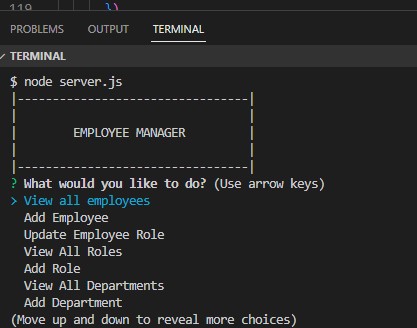 119 })
PROBLEMS OUTPUT TERMINAL
TERMINAL
$ node server.js
|--------------------------------|
| |
| EMPLOYEE MANAGER |
| |
|--------------------------------|
? What would you like to do? (Use arrow keys)
> View all employees
Add Employee
Update Employee Role
View All Roles
Add Role
View All Departments
Add Department
(Move up and down to reveal more choices)